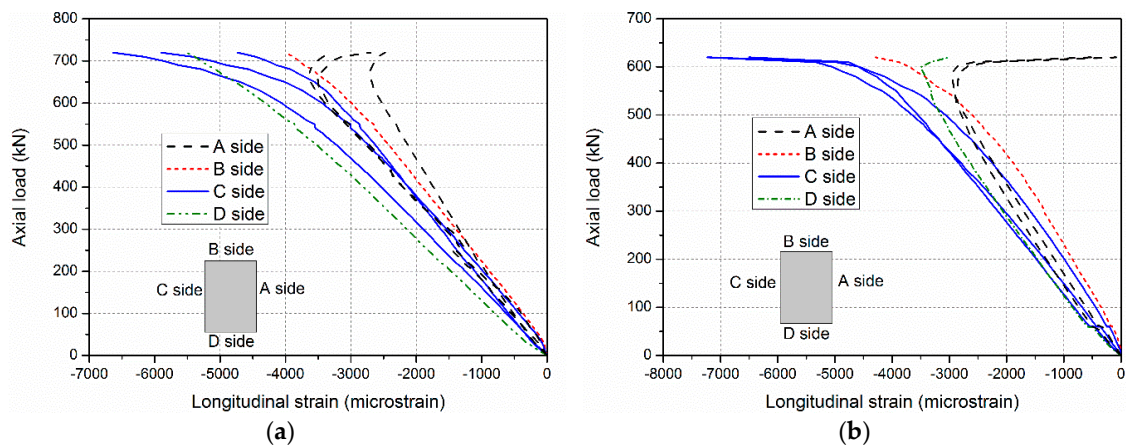 800
700
600
500
400
300
200
100
0
Axial load (kN)
A side
B side
C side
D side
B side
C side
A side
D side
-7000 -6000 -5000 -4000 -3000 -2000 -1000 0
Longitudinal strain (microstrain)
(a)
700
600
500
400
300
200
100
0
Axial load (kN)
A side
B side
C side
D side
B side
C side
A side
D side
-8000 -7000 -6000 -5000 -4000 -3000 -2000 -1000 0
Longitudinal strain (microstrain)
(b)